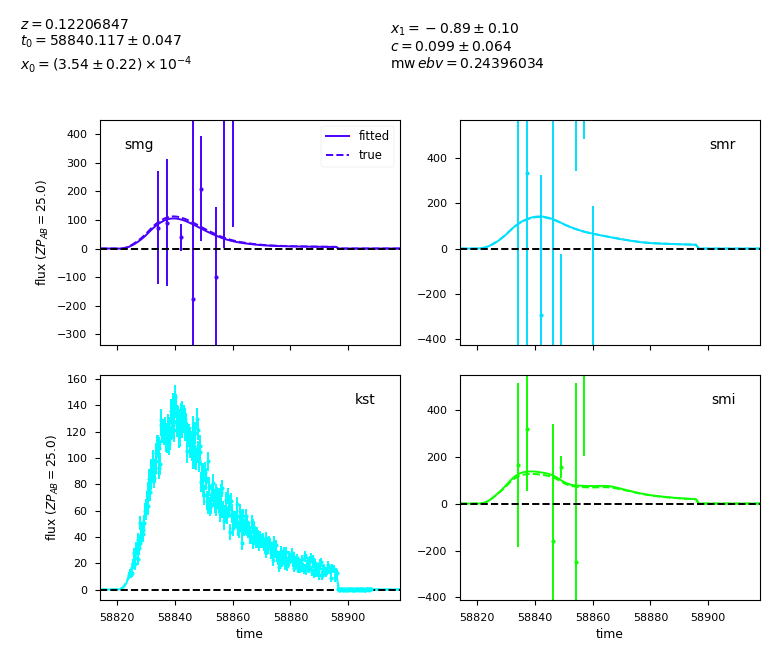 z = 0.12206847
t₀ = 58840.117 ± 0.047
x₀ = (3.54 ± 0.22) × 10⁻⁴
x₁ = −0.89 ± 0.10
c = 0.099 ± 0.064
mwebv = 0.24396034
smg
fitted
true
400
300
200
100
0
−100
−200
−300
flux (ZP_AB = 25.0)
smr
400
200
0
−200
−400
kst
160
140
120
100
80
60
40
20
0
flux (ZP_AB = 25.0)
58820 58840 58860 58880 58900
time
smi
400
200
0
−200
−400
58820 58840 58860 58880 58900
time